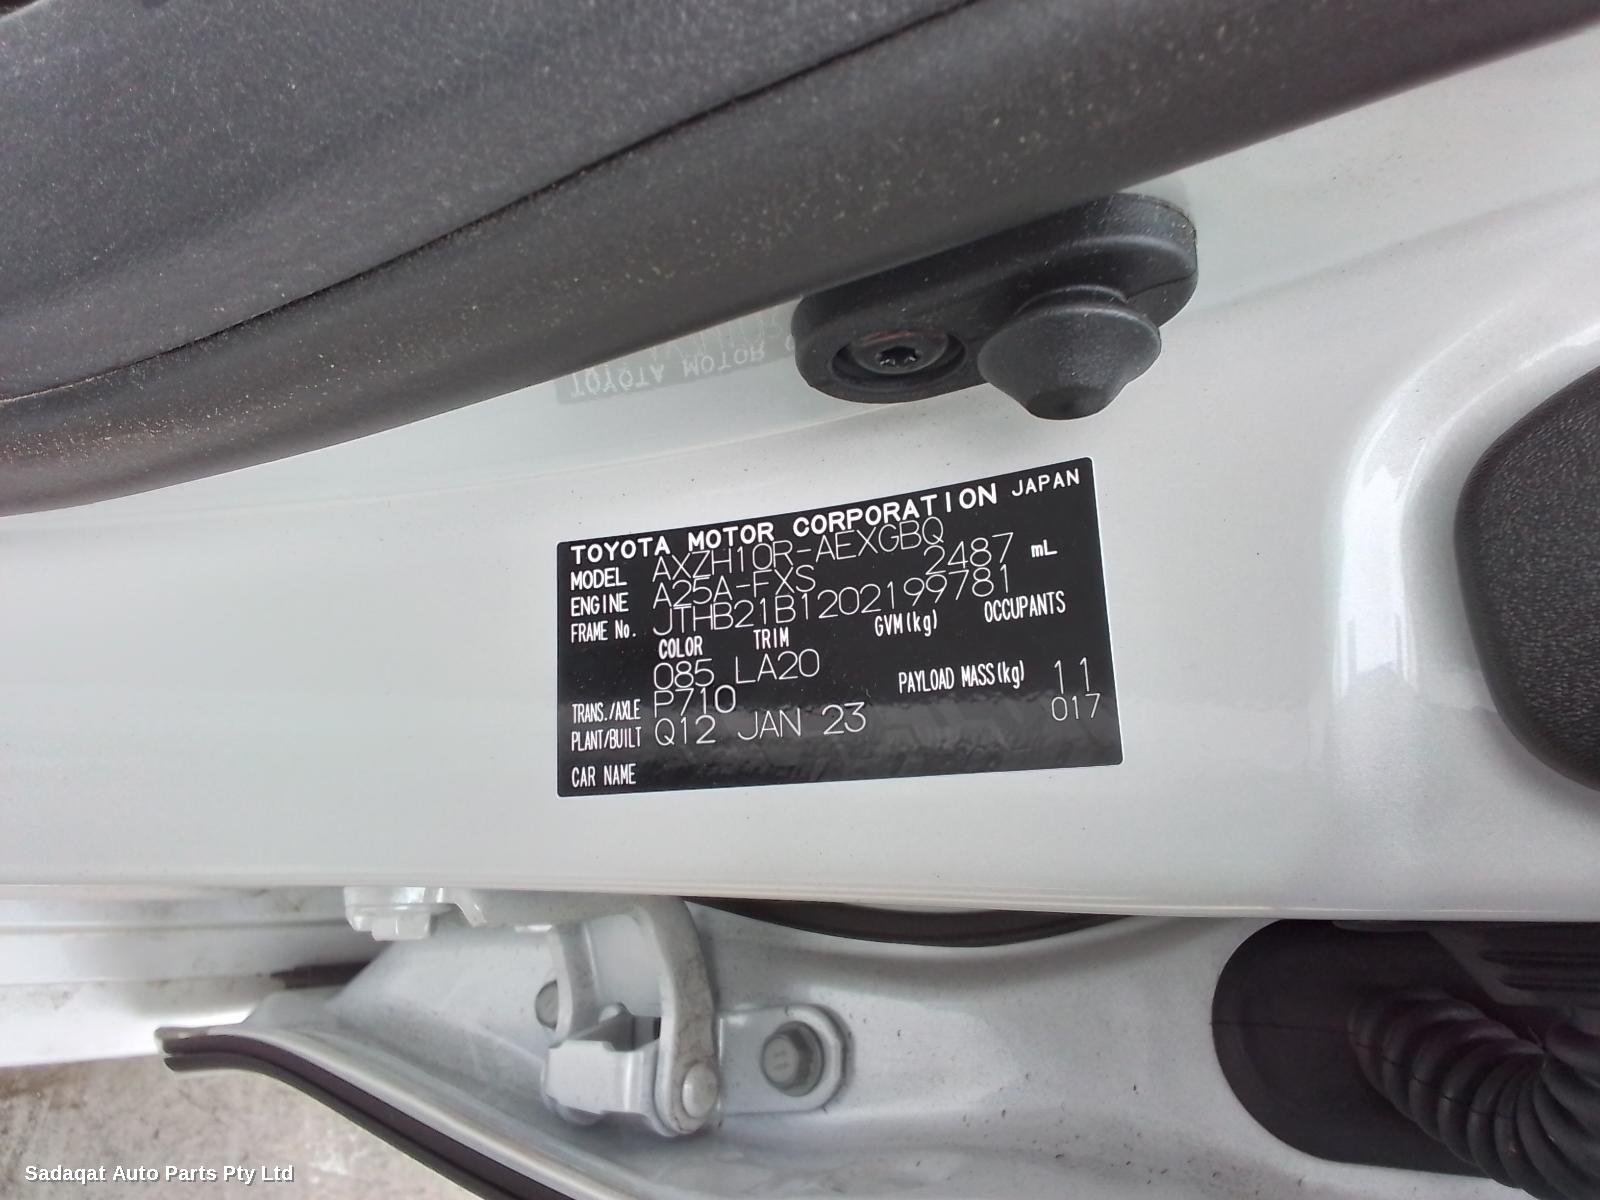 TOYOTA MOTOR CORPORATION JAPAN
MODEL AXZH10R-AEXGBQ
ENGINE A25A-FXS 2487 mL
FRAME No. JTHB21B1202199781
COLOR TRIM GVM(kg) OCCUPANTS
085 LA20
TRANS./AXLE P710 PAYLOAD MASS(kg) 11
PLANT/BUILT Q12 JAN 23 017
CAR NAME
Sadaqat Auto Parts Pty Ltd